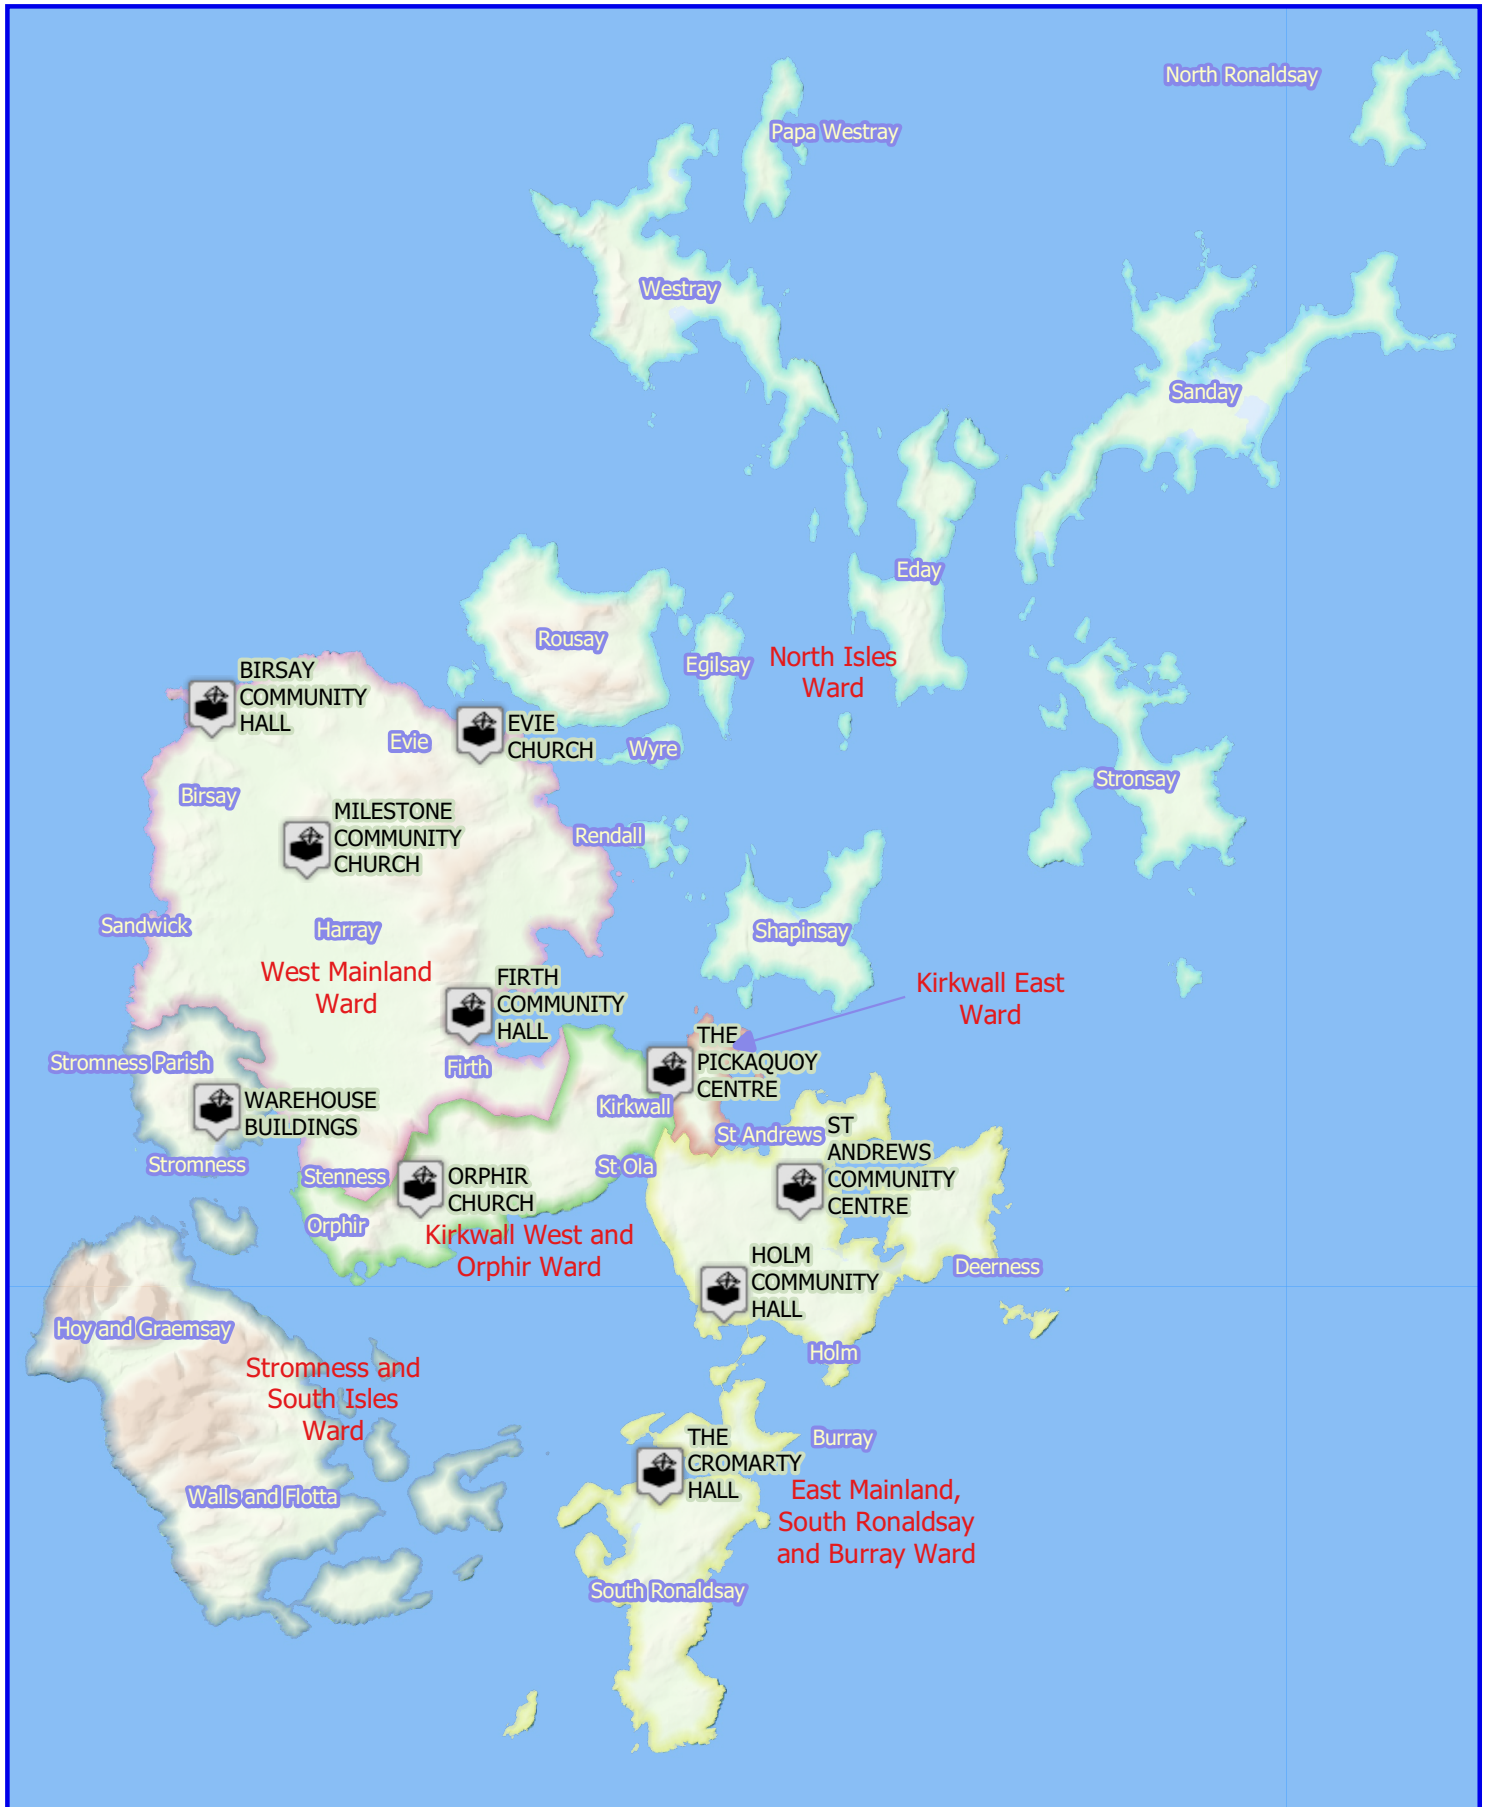 North Ronaldsay
Papa Westray
Westray
Sanday
Eday
Rousay
Egilsay
North Isles
Ward
BIRSAY
COMMUNITY
HALL
EVIE
CHURCH
Evie
Wyre
Stronsay
Birsay
MILESTONE
COMMUNITY
CHURCH
Rendall
Sandwick
Harray
Shapinsay
West Mainland
Ward
FIRTH
COMMUNITY
HALL
Kirkwall East
Ward
THE
PICKAQUOY
CENTRE
Stromness Parish
Firth
WAREHOUSE
BUILDINGS
Kirkwall
St Andrews
ST
ANDREWS
COMMUNITY
CENTRE
Stromness
Stenness
St Ola
ORPHIR
CHURCH
Orphir
Kirkwall West and
Orphir Ward
HOLM
COMMUNITY
HALL
Deerness
Hoy and Graemsay
Holm
Stromness and
South Isles
Ward
THE
CROMARTY
HALL
Burray
Walls and Flotta
East Mainland,
South Ronaldsay
and Burray Ward
South Ronaldsay